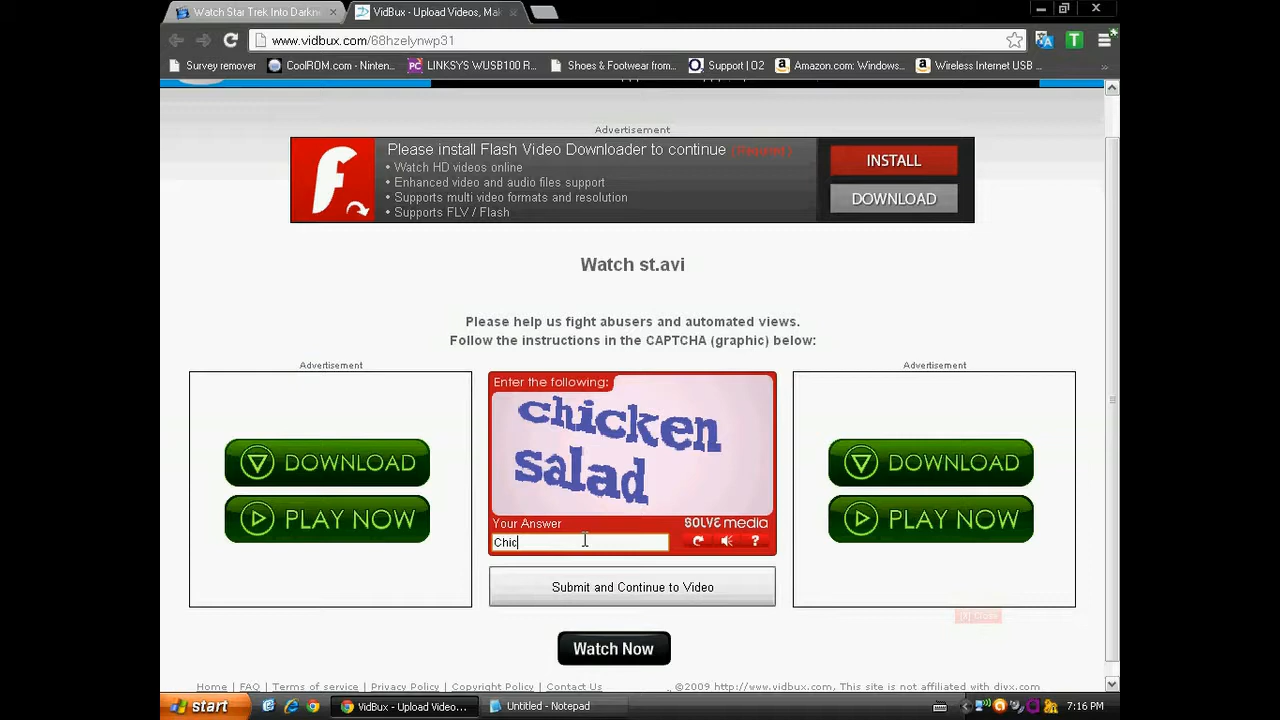 Watch Star Trek Into Darkne
VidBux - Upload Videos, Mak
www.vidbux.com/68hzelynwp31
Survey remover
CoolROM.com - Ninten...
LINKSYS WUSB100 R...
Shoes & Footwear from...
Support | O2
Amazon.com: Windows...
Wireless Internet USB ...
Advertisement
Please install Flash Video Downloader to continue (Required)
• Watch HD videos online
• Enhanced video and audio files support
• Supports multi video formats and resolution
• Supports FLV / Flash
INSTALL
DOWNLOAD
Watch st.avi
Please help us fight abusers and automated views.
Follow the instructions in the CAPTCHA (graphic) below:
Advertisement
DOWNLOAD
PLAY NOW
Enter the following:
chicken
salad
Your Answer
SOLVE media
Chic
?
Submit and Continue to Video
Advertisement
DOWNLOAD
PLAY NOW
Watch Now
Home | FAQ | Terms of service | Privacy Policy | Copyright Policy | Contact Us
©2009 http://www.vidbux.com, This site is not affiliated with divx.com
start
VidBux - Upload Video...
Untitled - Notepad
7:16 PM